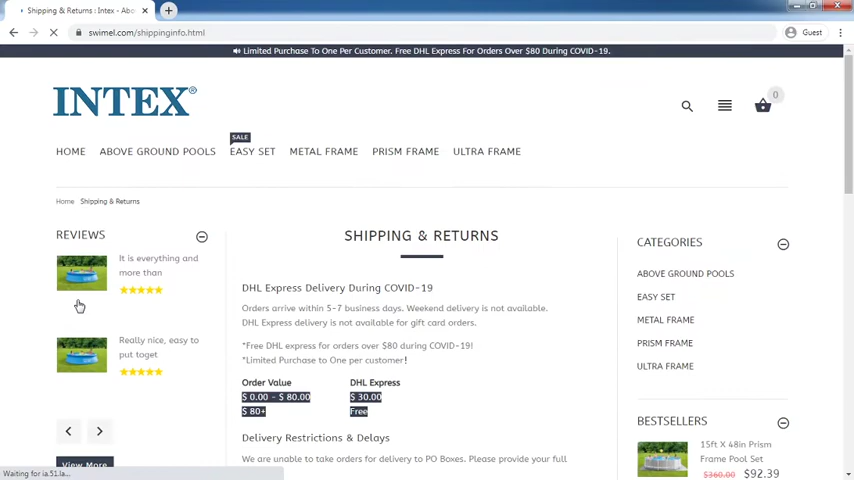 Shipping & Returns : Intex - Abo
swimel.com/shippinginfo.html
Guest
Limited Purchase To One Per Customer. Free DHL Express For Orders Over $80 During COVID-19.
INTEX®
0
SALE
HOME
ABOVE GROUND POOLS
EASY SET
METAL FRAME
PRISM FRAME
ULTRA FRAME
Home
Shipping & Returns
REVIEWS
It is everything and
more than
Really nice, easy to
put toget
View More
SHIPPING & RETURNS
DHL Express Delivery During COVID-19
Orders arrive within 5-7 business days. Weekend delivery is not available.
DHL Express delivery is not available for gift card orders.
*Free DHL express for orders over $80 during COVID-19!
*Limited Purchase to One per customer!
Order Value DHL Express
$ 0.00 - $ 80.00 $ 30.00
$ 80+ Free
Delivery Restrictions & Delays
We are unable to take orders for delivery to PO Boxes. Please provide your full
CATEGORIES
ABOVE GROUND POOLS
EASY SET
METAL FRAME
PRISM FRAME
ULTRA FRAME
BESTSELLERS
15ft X 48in Prism
Frame Pool Set
$360.00 $92.39
Waiting for ia.51.la...